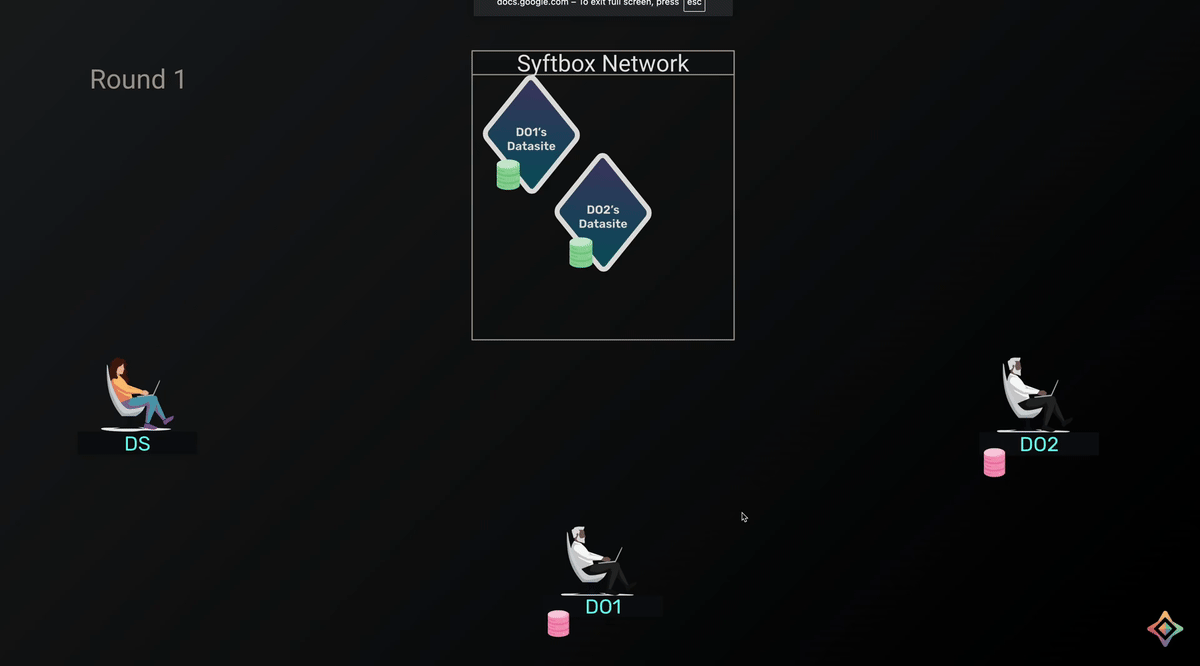 docs.google.com – To exit full screen, press esc
Syftbox Network
Round 1
DO1's
Datasite
DO2's
Datasite
DS
DO2
DO1